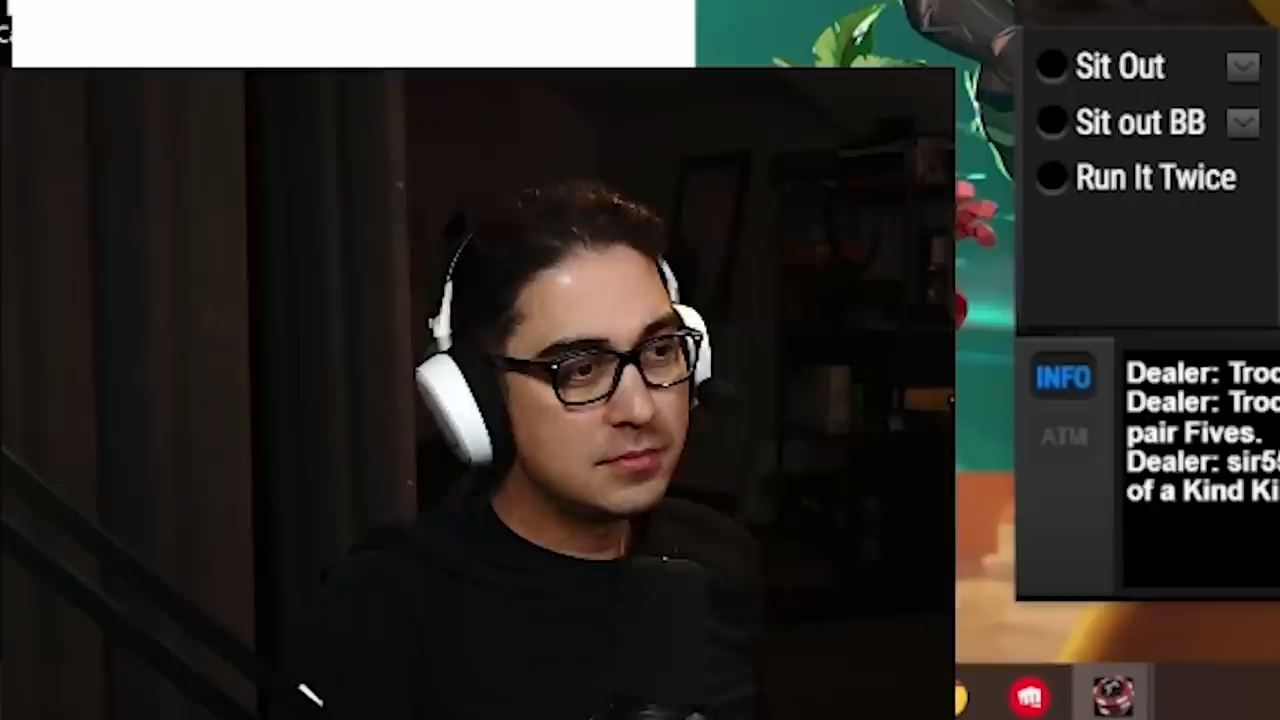 Sit Out
Sit out BB
Run It Twice
INFO
ATM
Dealer:
Dealer:
pair Fives.
Dealer:
of a Kind